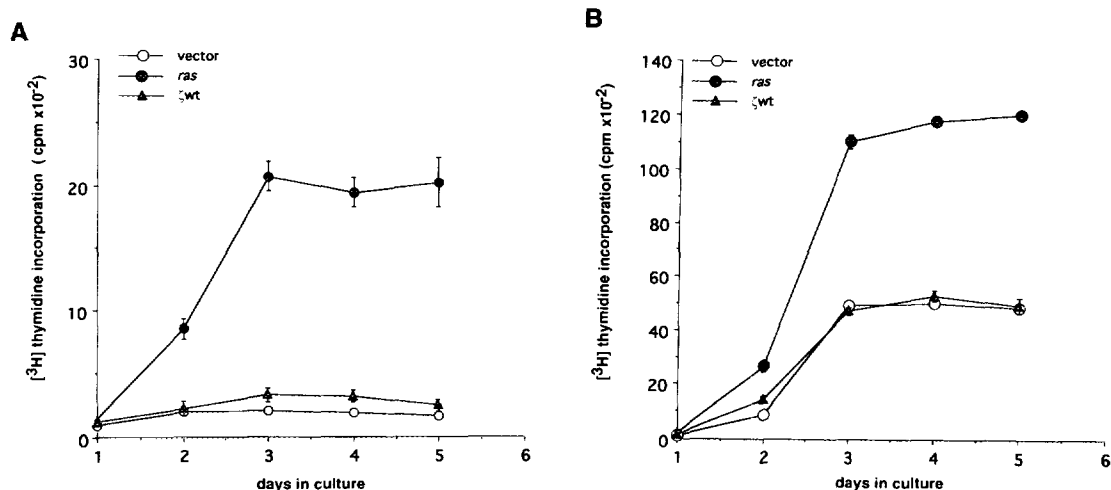 A
vector
ras
ζwt
[³H] thymidine incorporation ( cpm x10⁻²)
30
20
10
0
1 2 3 4 5 6
days in culture
B
vector
ras
ζwt
[³H] thymidine incorporation (cpm x10⁻²)
140
120
100
80
60
40
20
0
1 2 3 4 5 6
days in culture